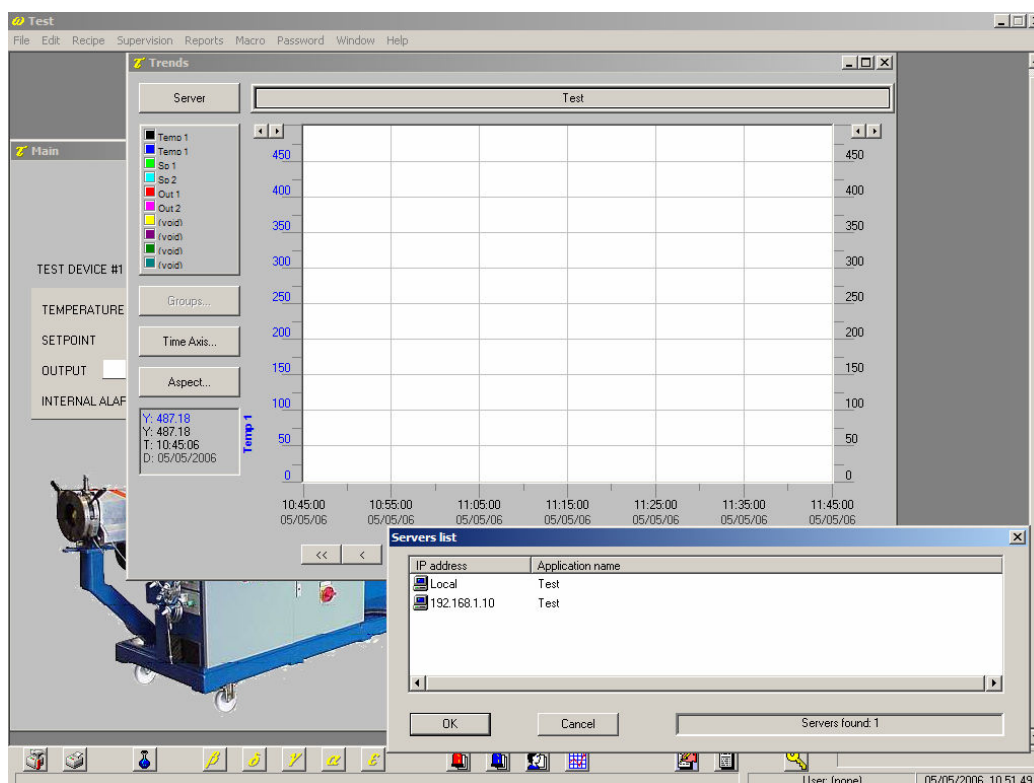 Test
File Edit Recipe Supervision Reports Macro Password Window Help
Trends
Server
Test
Temp 1
Temp 1
Sp 1
Sp 2
Out 1
Out 2
(void)
(void)
(void)
(void)
Groups...
Time Axis...
Aspect...
Y: 487.18
Y: 487.18
T: 10:45:06
D: 05/05/2006
Temp 1
450
400
350
300
250
200
150
100
50
0
450
400
350
300
250
200
150
100
50
0
10:45:00 10:55:00 11:05:00 11:15:00 11:25:00 11:35:00 11:45:00
05/05/06 05/05/06 05/05/06 05/05/06 05/05/06 05/05/06 05/05/06
<< <
Main
TEST DEVICE #1
TEMPERATURE
SETPOINT
OUTPUT
INTERNAL ALAR
Servers list
IP address Application name
Local Test
192.168.1.10 Test
OK Cancel Servers found: 1
β δ γ α ε
User: (none) 05/05/2006 10:51:49